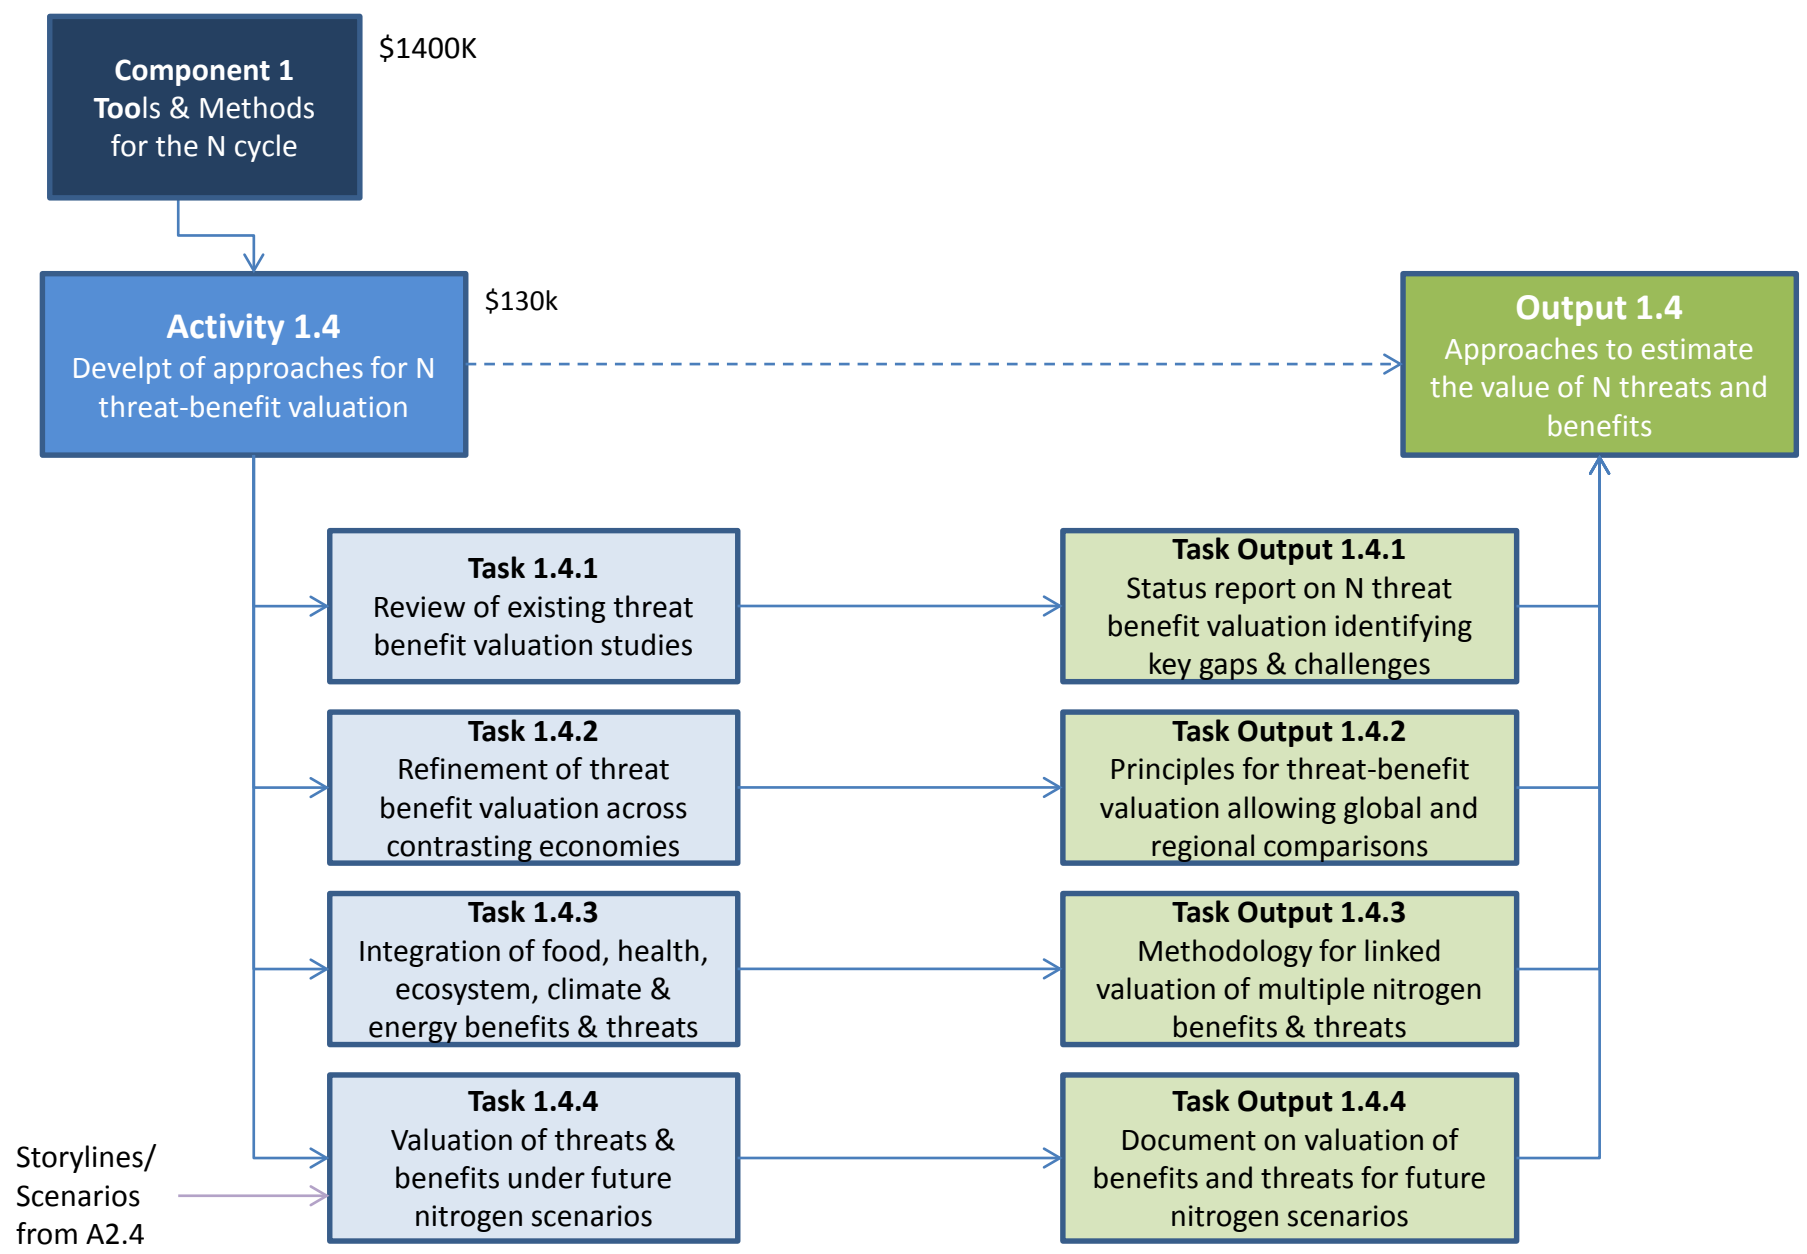 Component 1
Tools & Methods
for the N cycle
$1400K
Activity 1.4
Develpt of approaches for N
threat-benefit valuation
$130k
Output 1.4
Approaches to estimate
the value of N threats and
benefits
Task 1.4.1
Review of existing threat
benefit valuation studies
Task Output 1.4.1
Status report on N threat
benefit valuation identifying
key gaps & challenges
Task 1.4.2
Refinement of threat
benefit valuation across
contrasting economies
Task Output 1.4.2
Principles for threat-benefit
valuation allowing global and
regional comparisons
Task 1.4.3
Integration of food, health,
ecosystem, climate &
energy benefits & threats
Task Output 1.4.3
Methodology for linked
valuation of multiple nitrogen
benefits & threats
Storylines/
Scenarios
from A2.4
Task 1.4.4
Valuation of threats &
benefits under future
nitrogen scenarios
Task Output 1.4.4
Document on valuation of
benefits and threats for future
nitrogen scenarios